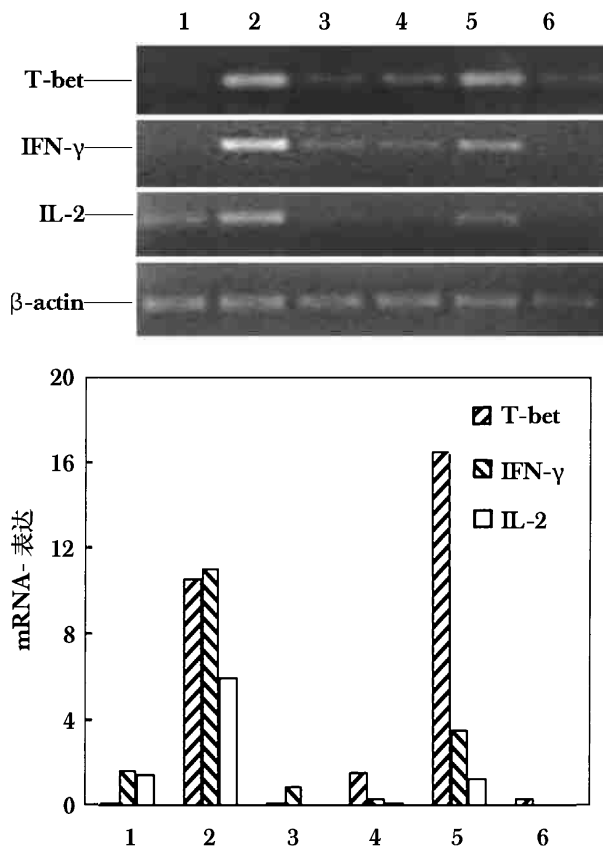 1 2 3 4 5 6
T-bet
IFN-γ
IL-2
β-actin
20
16
12
8
4
0
mRNA- 表达
T-bet
IFN-γ
IL-2
1 2 3 4 5 6